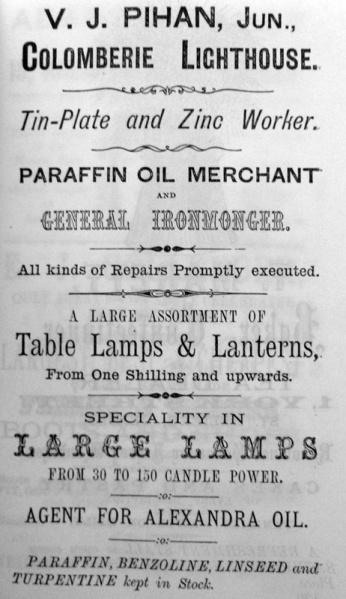 V. J. PIHAN, JUN.,
COLOMBERIE LIGHTHOUSE.
Tin-Plate and Zinc Worker.
PARAFFIN OIL MERCHANT
AND
GENERAL IRONMONGER.
All kinds of Repairs Promptly executed.
A LARGE ASSORTMENT OF
Table Lamps & Lanterns,
From One Shilling and upwards.
SPECIALITY IN
LARGE LAMPS
FROM 30 TO 150 CANDLE POWER.
:o:
AGENT FOR ALEXANDRA OIL.
:o:
PARAFFIN, BENZOLINE, LINSEED and
TURPENTINE kept in Stock.